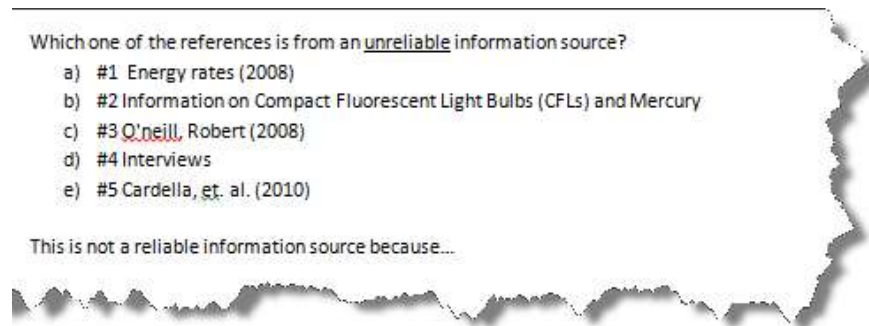 Which one of the references is from an unreliable information source?
a) #1 Energy rates (2008)
b) #2 Information on Compact Fluorescent Light Bulbs (CFLs) and Mercury
c) #3 O'neill, Robert (2008)
d) #4 Interviews
e) #5 Cardella, et. al. (2010)
This is not a reliable information source because...